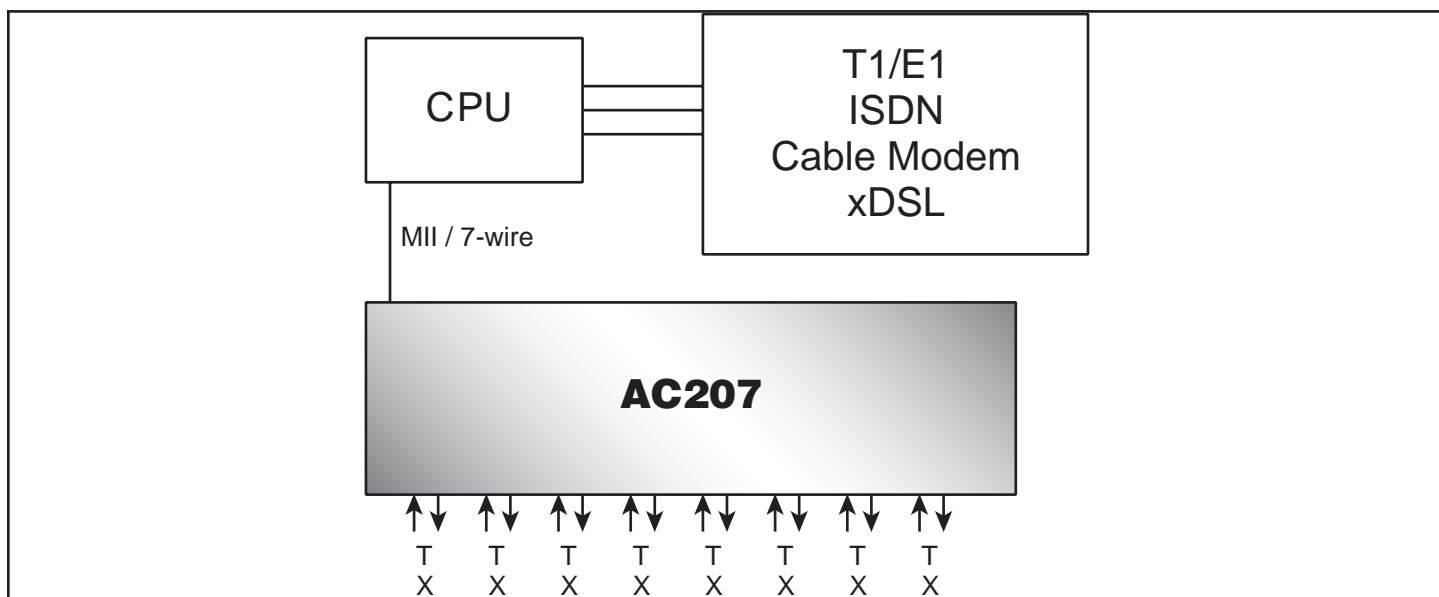 CPU
T1/E1
ISDN
Cable Modem
xDSL
MII / 7-wire
AC207
T T T T T T T T
X X X X X X X X